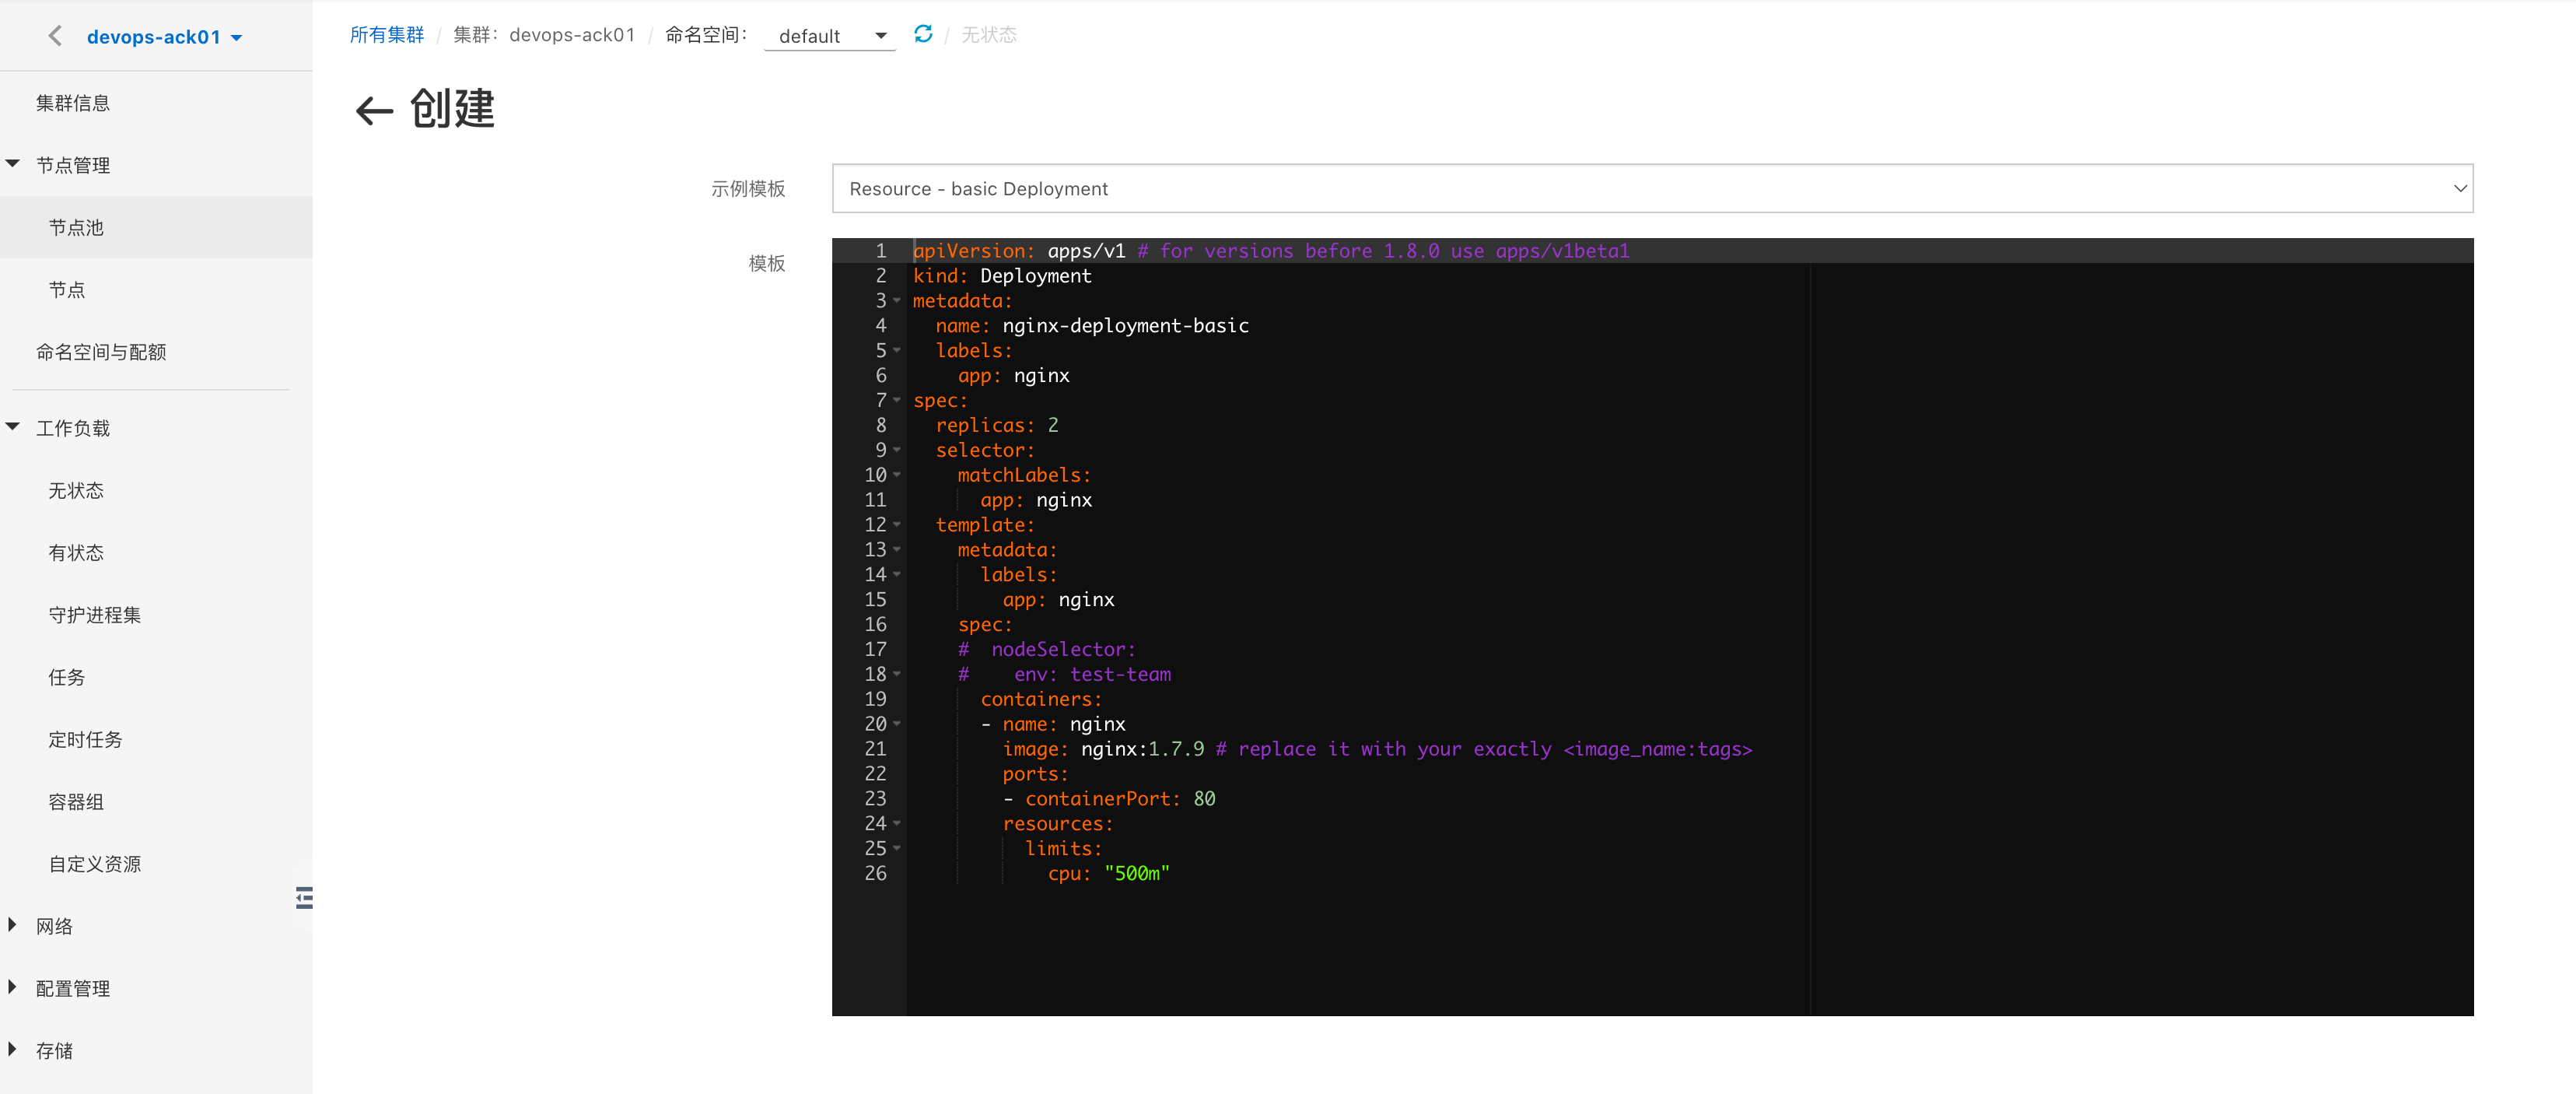 devops-ack01
集群信息
节点管理
节点池
节点
命名空间与配额
工作负载
无状态
有状态
守护进程集
任务
定时任务
容器组
自定义资源
网络
配置管理
存储
所有集群 / 集群: devops-ack01 / 命名空间: default / 无状态
创建
示例模板 Resource - basic Deployment
模板
1 apiVersion: apps/v1 # for versions before 1.8.0 use apps/v1beta1
2 kind: Deployment
3 metadata:
4   name: nginx-deployment-basic
5   labels:
6     app: nginx
7 spec:
8   replicas: 2
9   selector:
10     matchLabels:
11       app: nginx
12   template:
13     metadata:
14       labels:
15         app: nginx
16     spec:
17     #  nodeSelector:
18     #    env: test-team
19       containers:
20       - name: nginx
21         image: nginx:1.7.9 # replace it with your exactly <image_name:tags>
22         ports:
23         - containerPort: 80
24         resources:
25           limits:
26             cpu: "500m"